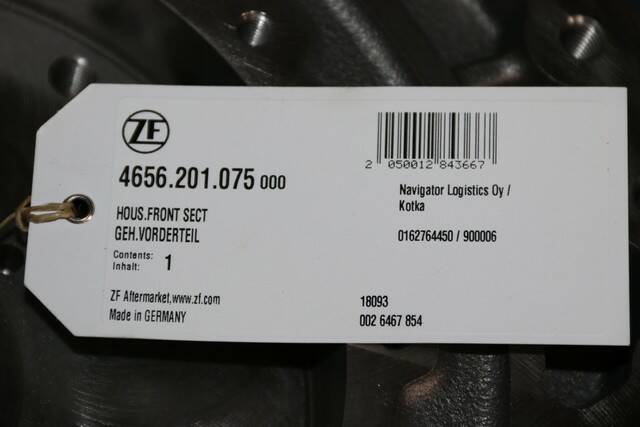 ZF
4656.201.075 000
HOUS.FRONT SECT
GEH.VORDERTEIL
Contents:
Inhalt: 1
ZF Aftermarket,www.zf.com
Made in GERMANY
2 050012 843667
Navigator Logistics Oy /
Kotka
0162764450 / 900006
18093
002 6467 854